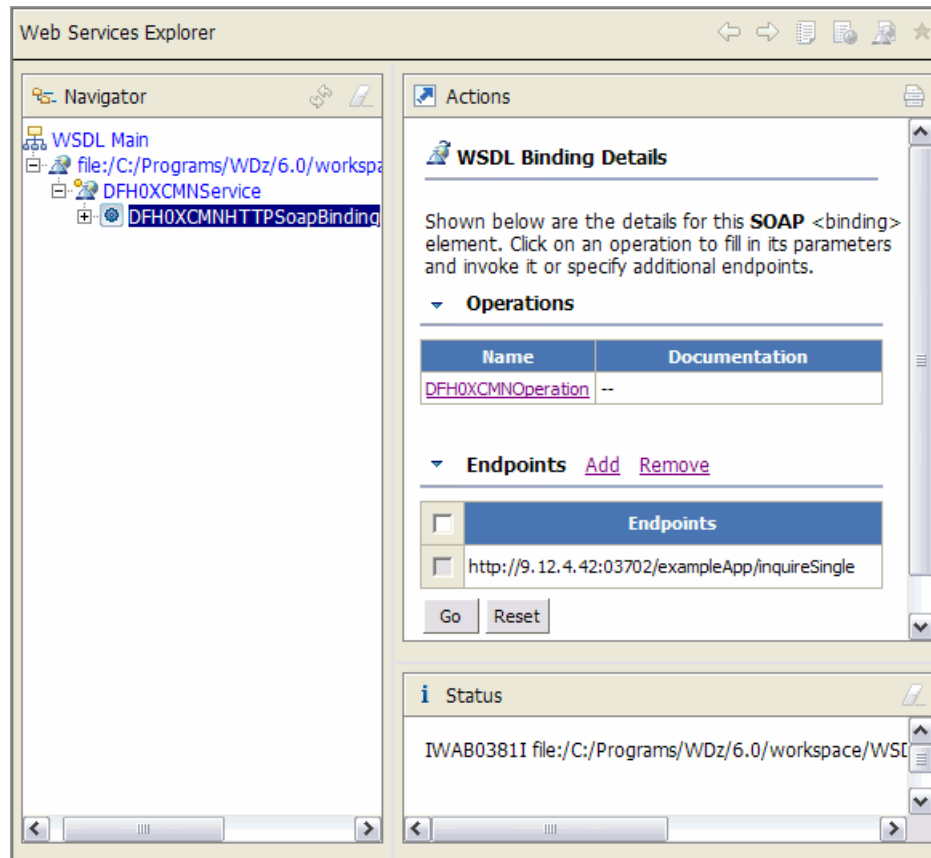 Web Services Explorer
Navigator
WSDL Main
file:/C:/Programs/WDz/6.0/workspa
DFH0XCMNService
DFH0XCMNHTTPSoapBinding
Actions
WSDL Binding Details
Shown below are the details for this SOAP <binding>
element. Click on an operation to fill in its parameters
and invoke it or specify additional endpoints.
Operations
Name Documentation
DFH0XCMNOperation --
Endpoints Add Remove
Endpoints
http://9.12.4.42:03702/exampleApp/inquireSingle
Go Reset
i Status
IWAB0381I file:/C:/Programs/WDz/6.0/workspace/WSD